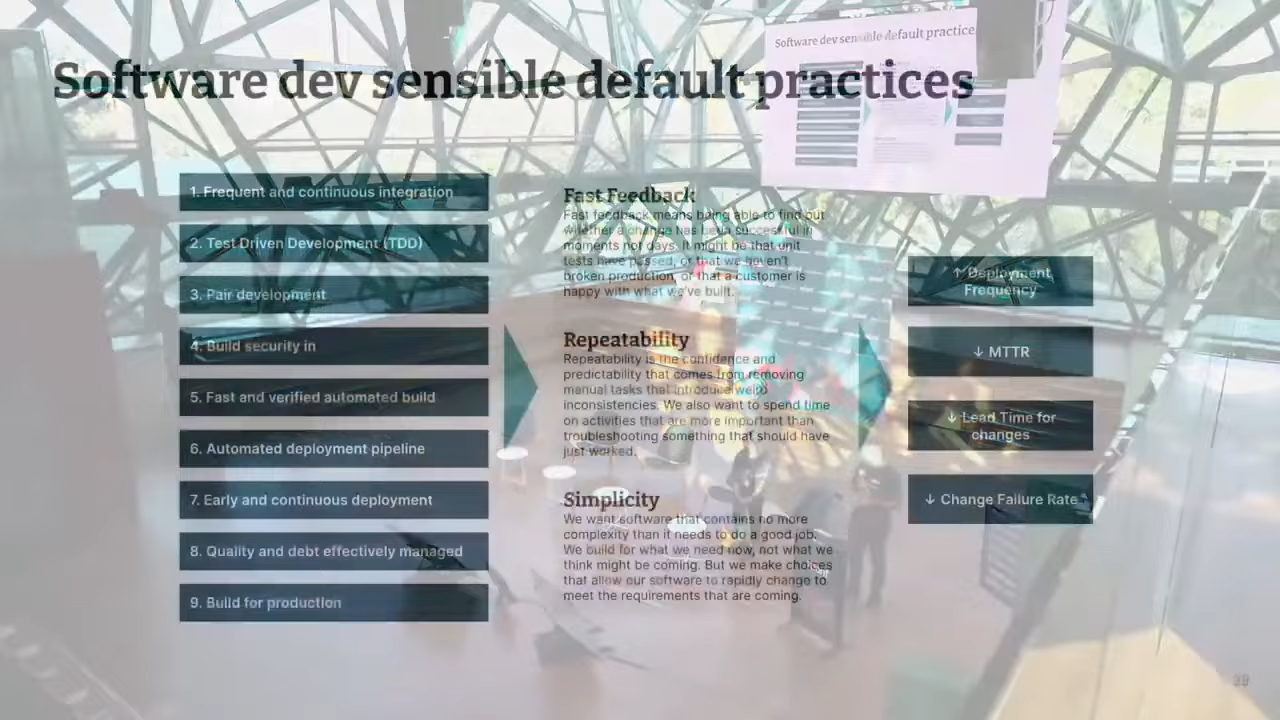 Software dev sensible default practices
Software dev sensible default practice
1. Frequent and continuous integration
2. Test Driven Development (TDD)
3. Pair development
4. Build security in
5. Fast and verified automated build
6. Automated deployment pipeline
7. Early and continuous deployment
8. Quality and debt effectively managed
9. Build for production
Fast Feedback
Fast feedback means being able to find out
whether a change has been successful in
moments not days. It might be that unit
tests have passed, or that we haven't
broken production, or that a customer is
happy with what we've built.
Repeatability
Repeatability is the confidence and
predictability that comes from removing
manual tasks that introduce weird
inconsistencies. We also want to spend time
on activities that are more important than
troubleshooting something that should have
just worked.
Simplicity
We want software that contains no more
complexity than it needs to do a good job.
We build for what we need now, not what we
think might be coming. But we make choices
that allow our software to rapidly change to
meet the requirements that are coming.
↑ Deployment
Frequency
↓ MTTR
↓ Lead Time for
changes
↓ Change Failure Rate
39